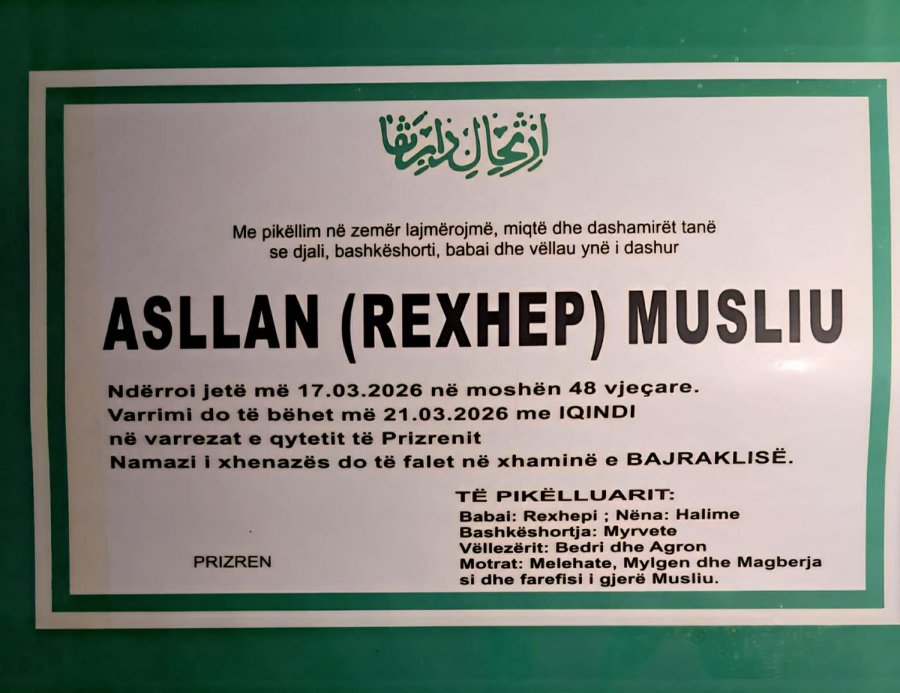 ارتحال دار بقا
Me pikëllim në zemër lajmërojmë, miqtë dhe dashamirët tanë
se djali, bashkëshorti, babai dhe vëllau ynë i dashur
ASLLAN (REXHEP) MUSLIU
Ndërroi jetë më 17.03.2026 në moshën 48 vjeçare.
Varrimi do të bëhet më 21.03.2026 me IQINDI
në varrezat e qytetit të Prizrenit
Namazi i xhenazës do të falet në xhaminë e BAJRAKLISË.
TË PIKËLLUARIT:
Babai: Rexhepi ; Nëna: Halime
Bashkëshortja: Myrvete
Vëllezërit: Bedri dhe Agron
Motrat: Melehate, Mylgen dhe Magberja
si dhe farefisi i gjerë Musliu.
PRIZREN